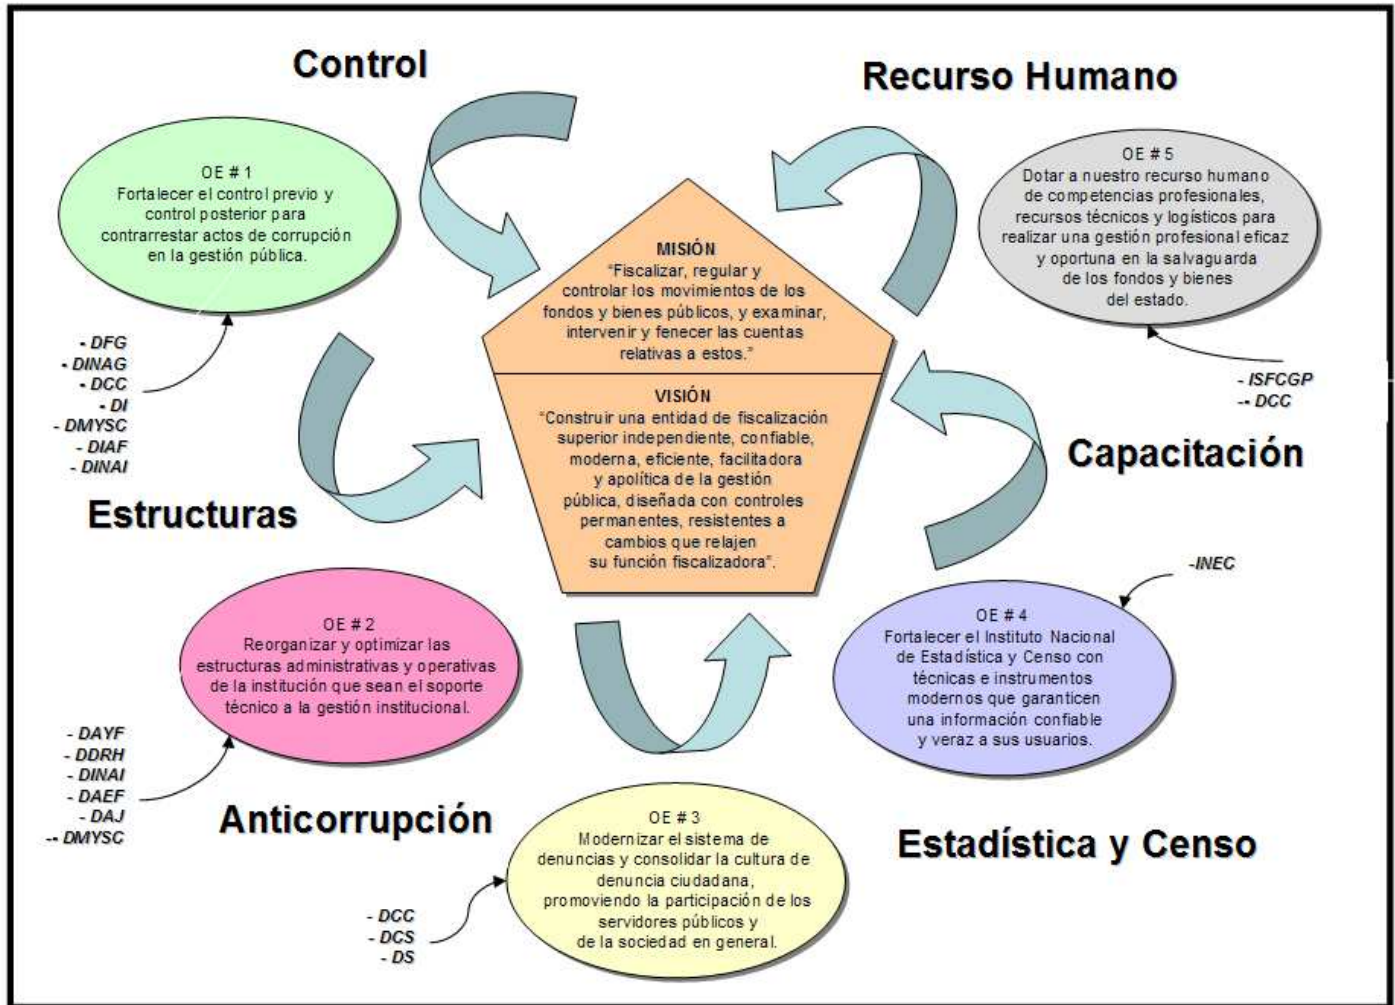 Control
Recurso Humano
OE # 1
Fortalecer el control previo y
control posterior para
contrarrestar actos de corrupción
en la gestión pública.
OE # 5
Dotar a nuestro recurso humano
de competencias profesionales,
recursos técnicos y logísticos para
realizar una gestión profesional eficaz
y oportuna en la salvaguarda
de los fondos y bienes
del estado.
MISIÓN
“Fiscalizar, regular y
controlar los movimientos de los
fondos y bienes públicos, y examinar,
intervenir y fenecer las cuentas
relativas a estos.”
VISIÓN
“Construir una entidad de fiscalización
superior independiente, confiable,
moderna, eficiente, facilitadora
y apolítica de la gestión
pública, diseñada con controles
permanentes, resistentes a
cambios que relajen
su función fiscalizadora”.
- DFG
- DINAG
- DCC
- DI
- DMYSC
- DIAF
- DINAI
- ISFCGP
-- DCC
Estructuras
Capacitación
-INEC
OE # 2
Reorganizar y optimizar las
estructuras administrativas y operativas
de la institución que sean el soporte
técnico a la gestión institucional.
OE # 4
Fortalecer el Instituto Nacional
de Estadística y Censo con
técnicas e instrumentos
modernos que garanticen
una información confiable
y veraz a sus usuarios.
- DAYF
- DDRH
- DINAI
- DAEF
- DAJ
-- DMYSC
Anticorrupción
Estadística y Censo
OE # 3
Modernizar el sistema de
denuncias y consolidar la cultura de
denuncia ciudadana,
promoviendo la participación de los
servidores públicos y
de la sociedad en general.
- DCC
- DCS
- DS